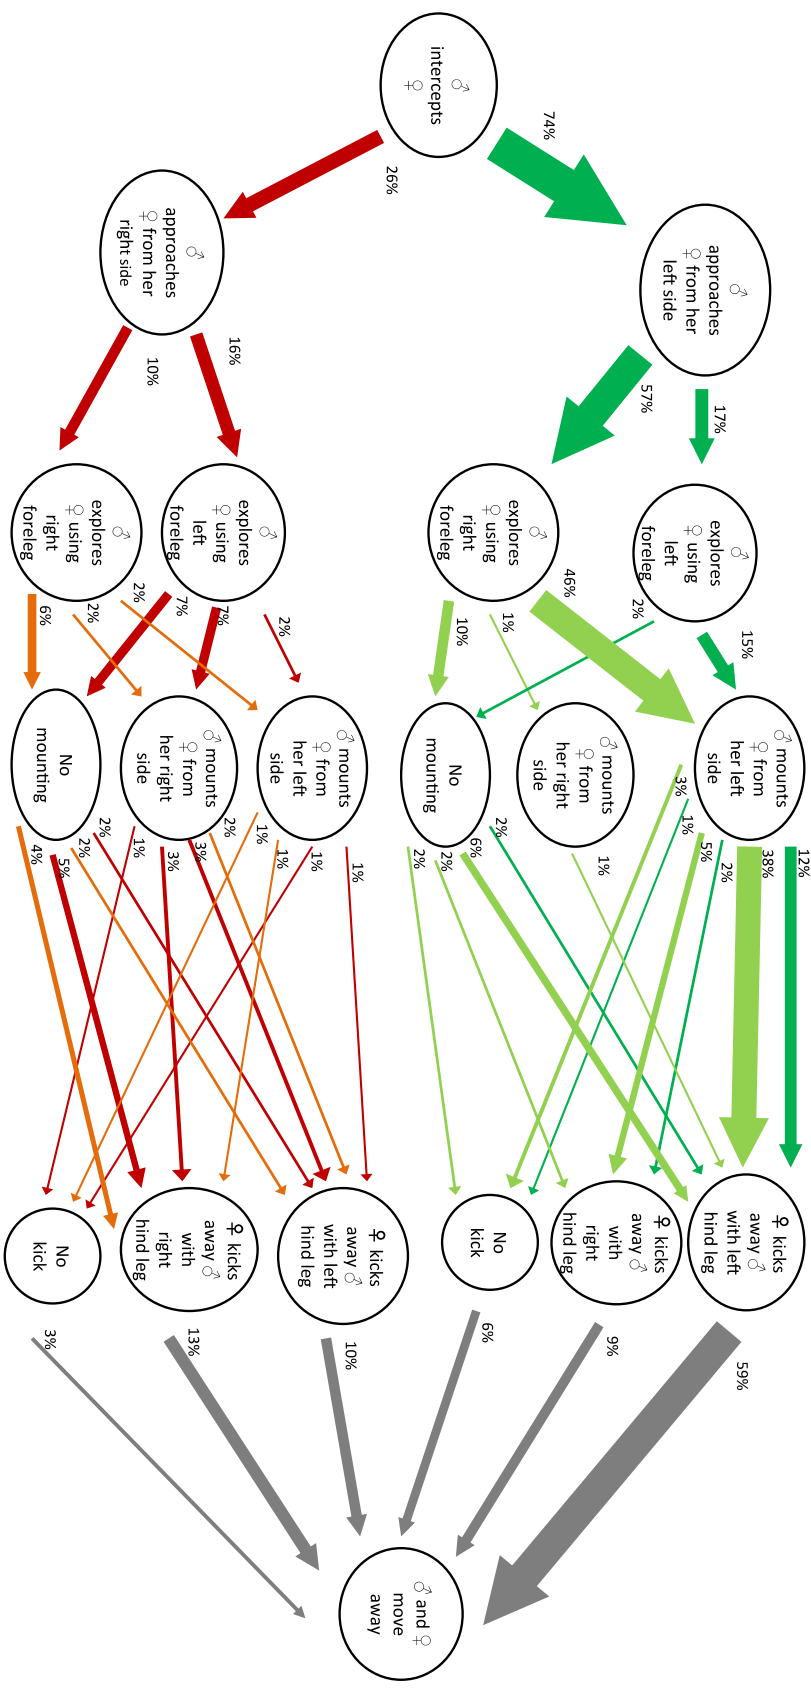 ♂
intercepts
♀
74%
26%
♂
approaches
♀ from her
left side
♂
approaches
♀ from her
right side
17%
57%
16%
10%
♂
explores
♀ using
left
foreleg
♂
explores
♀ using
right
foreleg
♂
explores
♀ using
left
foreleg
♂
explores
♀ using
right
foreleg
15%
2%
46%
1%
10%
2%
7%
7%
2%
2%
6%
♂ mounts
♀ from
her left
side
♂ mounts
♀ from
her right
side
No
mounting
♂ mounts
♀ from
her left
side
♂ mounts
♀ from
her right
side
No
mounting
12%
38%
2%
5%
1%
3%
1%
2%
6%
2%
2%
1%
1%
1%
1%
2%
3%
3%
1%
2%
2%
5%
4%
♀ kicks
away ♂
with left
hind leg
♀ kicks
away ♂
with
right
hind leg
No
kick
♀ kicks
away ♂
with left
hind leg
♀ kicks
away ♂
with
right
hind leg
No
kick
59%
9%
6%
10%
13%
3%
♂ and ♀
move
away